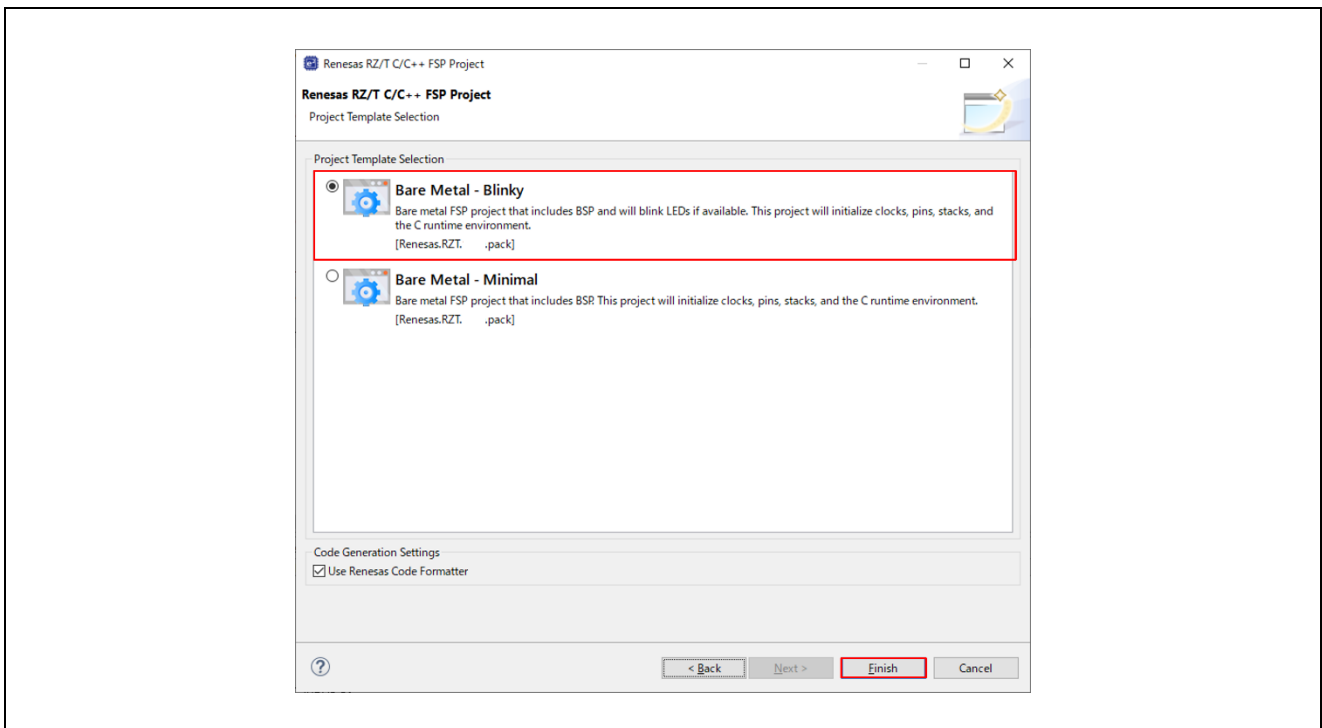 Renesas RZ/T C/C++ FSP Project
Renesas RZ/T C/C++ FSP Project
Project Template Selection
Project Template Selection
Bare Metal - Blinky
Bare metal FSP project that includes BSP and will blink LEDs if available. This project will initialize clocks, pins, stacks, and
the C runtime environment.
[Renesas.RZT. .pack]
Bare Metal - Minimal
Bare metal FSP project that includes BSP. This project will initialize clocks, pins, stacks, and the C runtime environment.
[Renesas.RZT. .pack]
Code Generation Settings
Use Renesas Code Formatter
? < Back Next > Finish Cancel